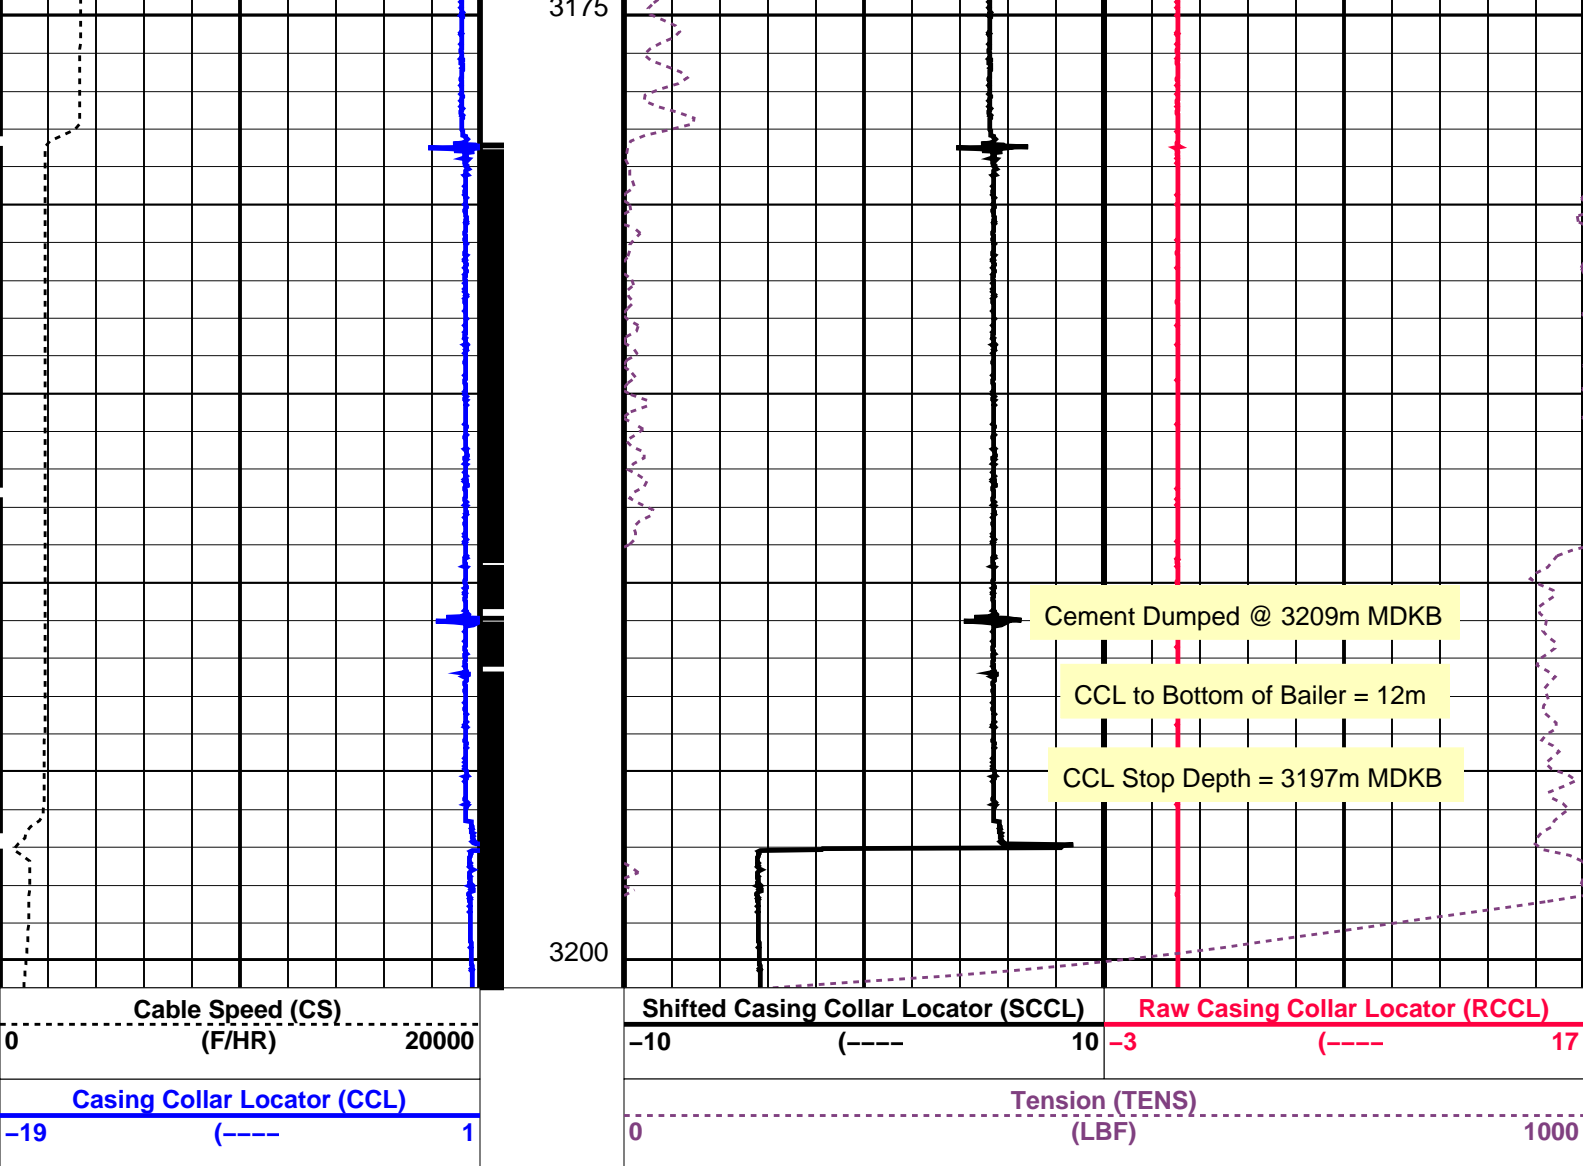 3175
Cement Dumped @ 3209m MDKB
CCL to Bottom of Bailer = 12m
CCL Stop Depth = 3197m MDKB
3200
Cable Speed (CS)
0 (F/HR) 20000
Casing Collar Locator (CCL)
−19 (−−−− 1
Shifted Casing Collar Locator (SCCL)
−10 (−−−− 10
Raw Casing Collar Locator (RCCL)
−3 (−−−− 17
Tension (TENS)
0 (LBF) 1000